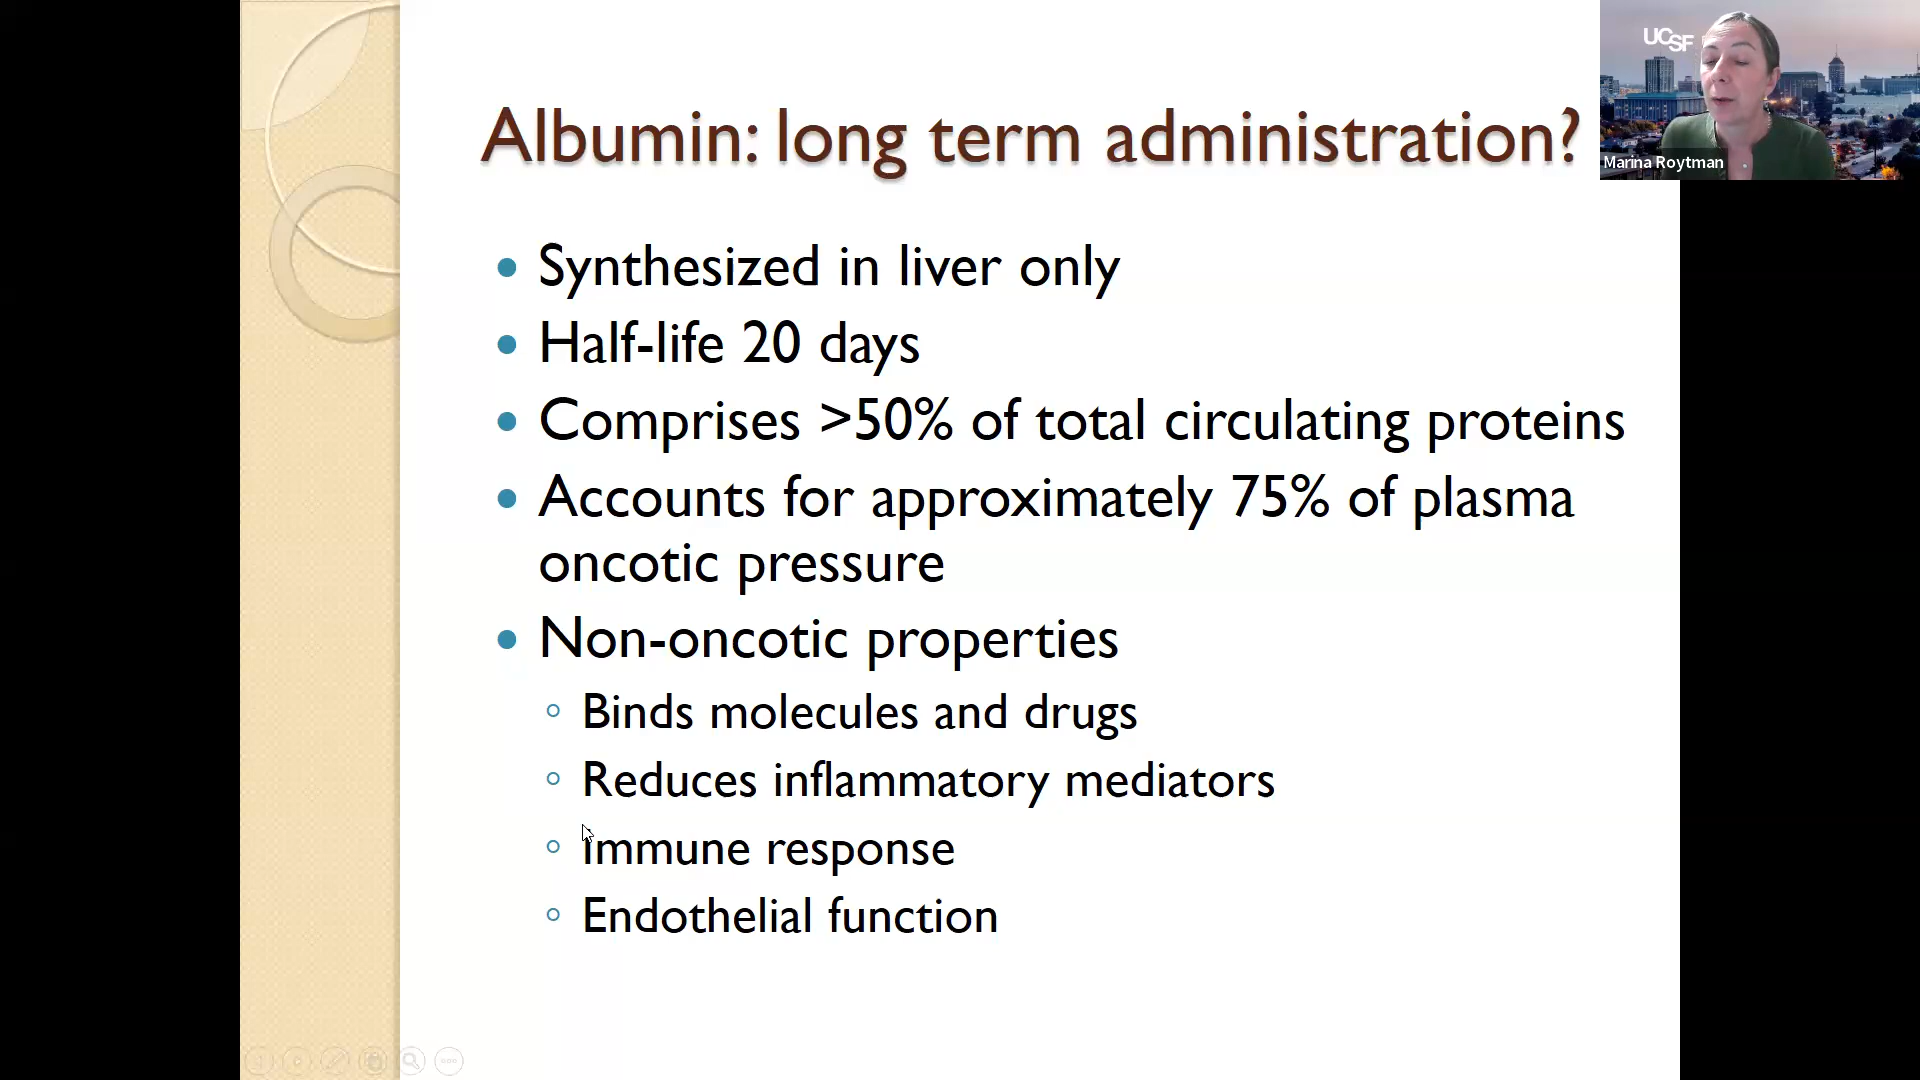 Albumin: long term administration?
UCSF
Marina Roytman
• Synthesized in liver only
• Half-life 20 days
• Comprises >50% of total circulating proteins
• Accounts for approximately 75% of plasma
oncotic pressure
• Non-oncotic properties
◦ Binds molecules and drugs
◦ Reduces inflammatory mediators
◦ Immune response
◦ Endothelial function